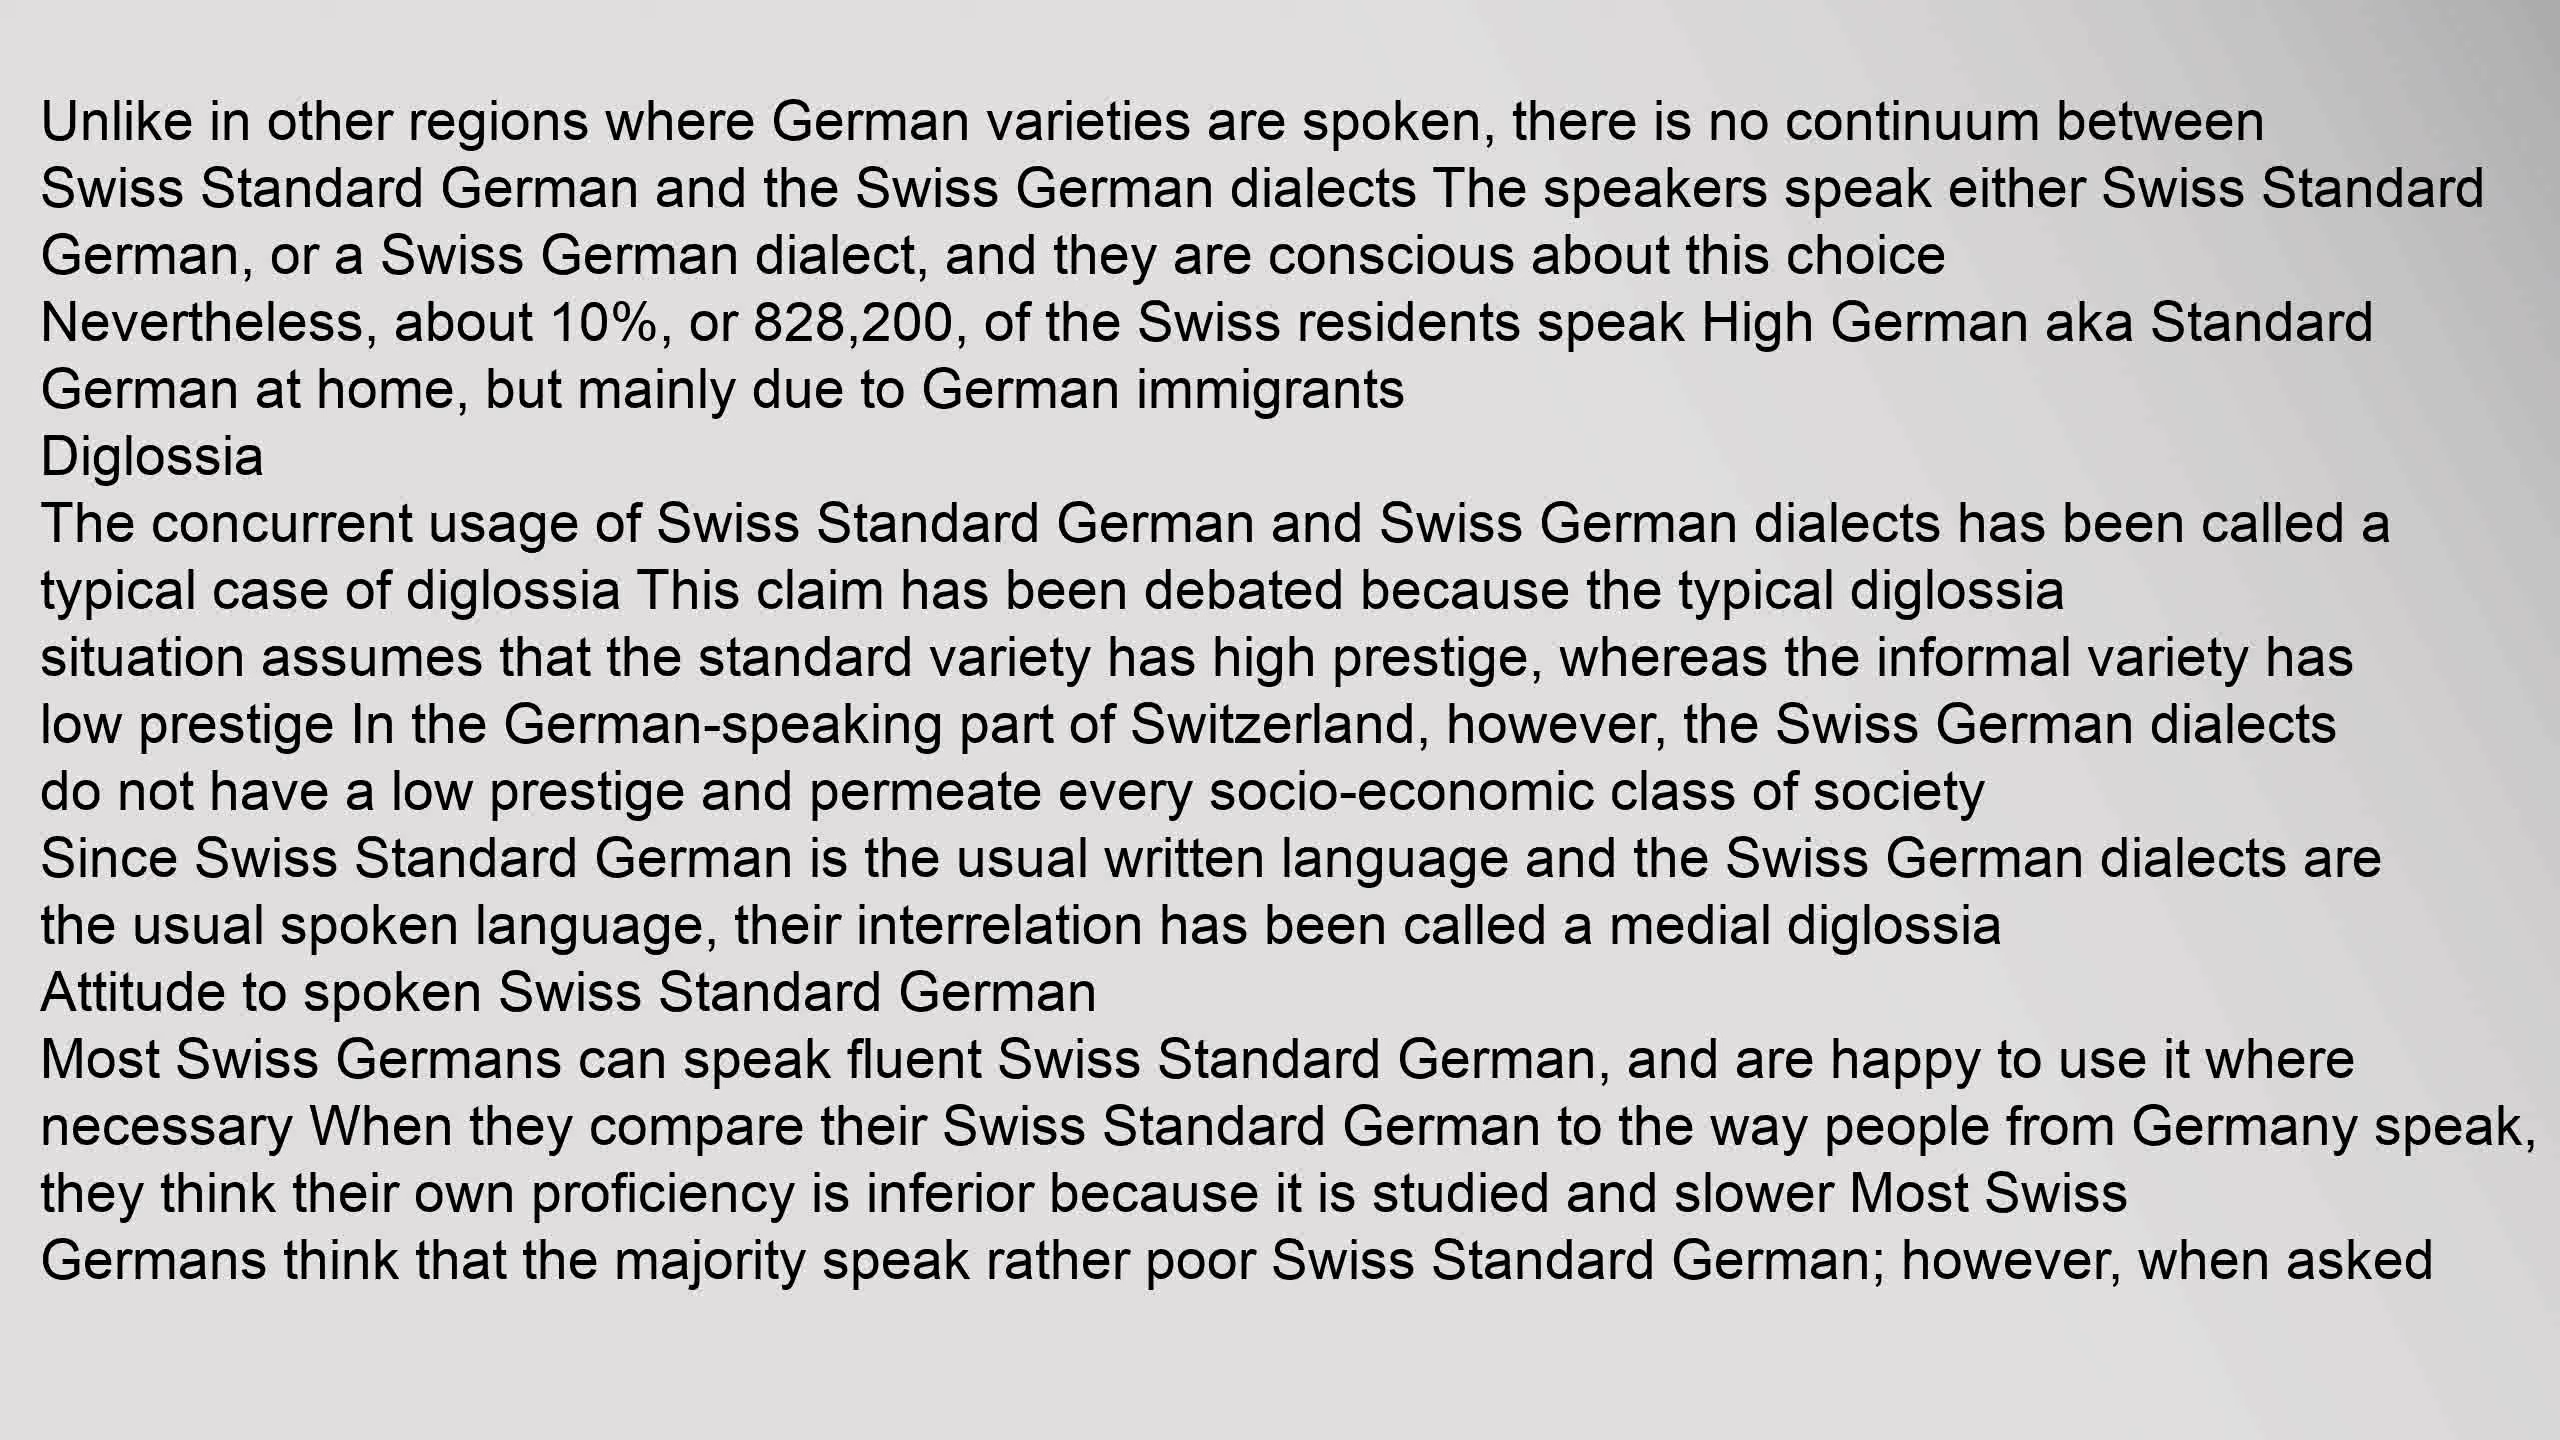 Unlike in other regions where German varieties are spoken, there is no continuum between
Swiss Standard German and the Swiss German dialects The speakers speak either Swiss Standard
German, or a Swiss German dialect, and they are conscious about this choice
Nevertheless, about 10%, or 828,200, of the Swiss residents speak High German aka Standard
German at home, but mainly due to German immigrants
Diglossia
The concurrent usage of Swiss Standard German and Swiss German dialects has been called a
typical case of diglossia This claim has been debated because the typical diglossia
situation assumes that the standard variety has high prestige, whereas the informal variety has
low prestige In the German-speaking part of Switzerland, however, the Swiss German dialects
do not have a low prestige and permeate every socio-economic class of society
Since Swiss Standard German is the usual written language and the Swiss German dialects are
the usual spoken language, their interrelation has been called a medial diglossia
Attitude to spoken Swiss Standard German
Most Swiss Germans can speak fluent Swiss Standard German, and are happy to use it where
necessary When they compare their Swiss Standard German to the way people from Germany speak,
they think their own proficiency is inferior because it is studied and slower Most Swiss
Germans think that the majority speak rather poor Swiss Standard German; however, when asked